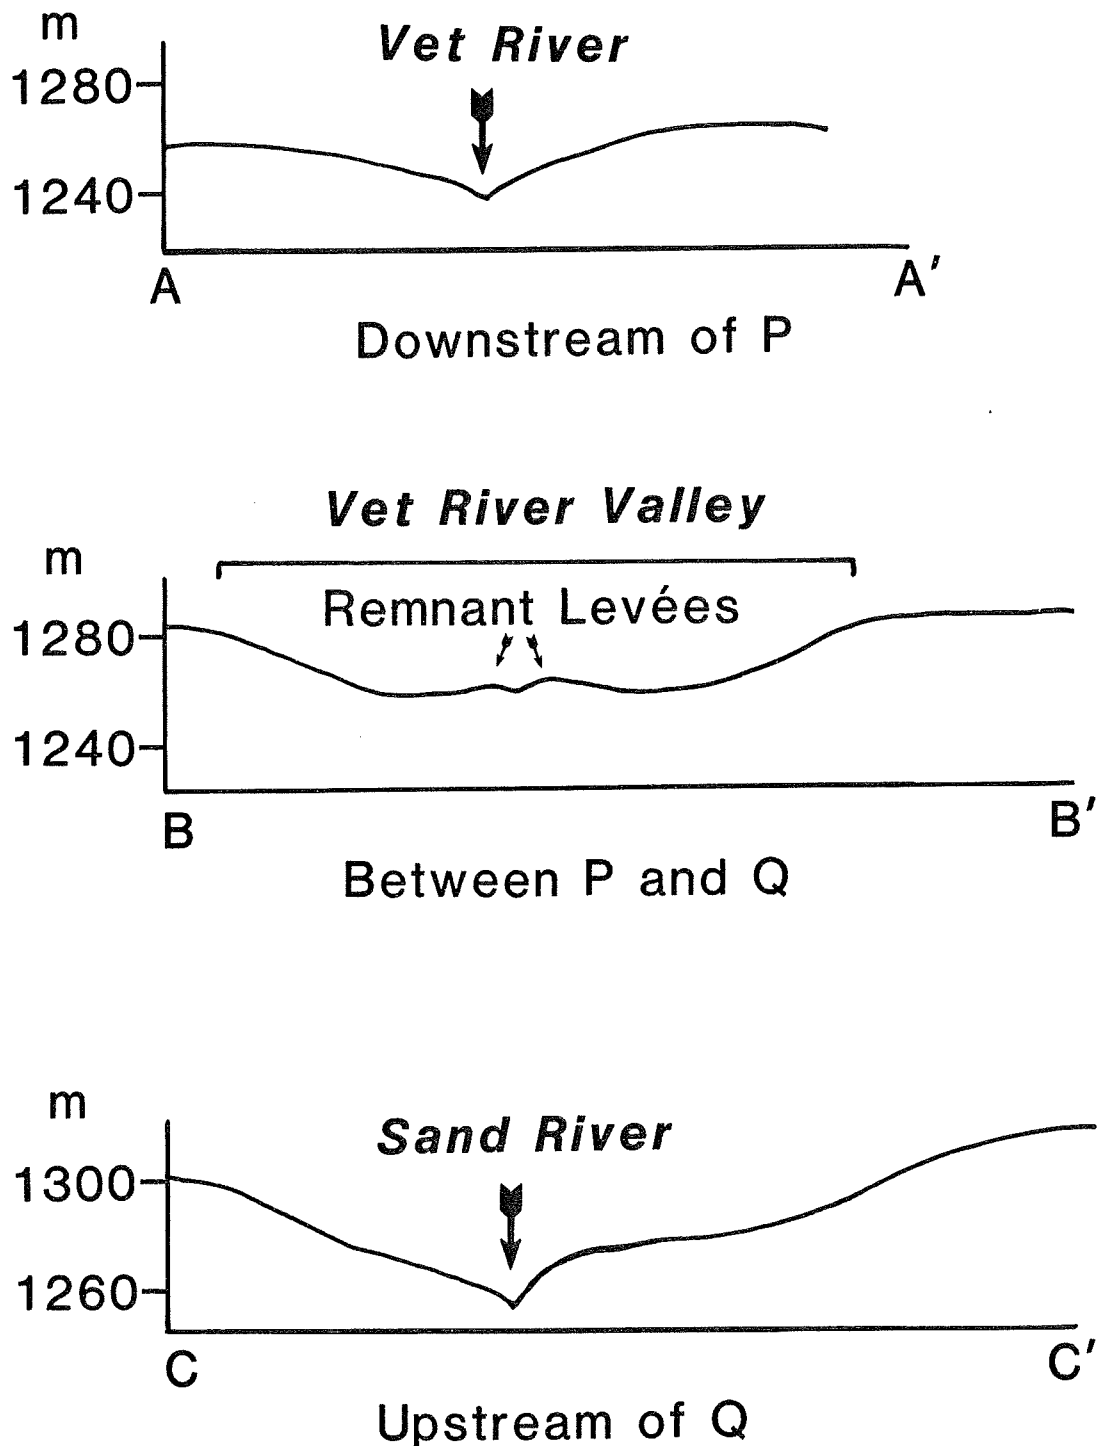 m
Vet River
1280
1240
A A'
Downstream of P
Vet River Valley
m
Remnant Levées
1280
1240
B B'
Between P and Q
m
Sand River
1300
1260
C C'
Upstream of Q